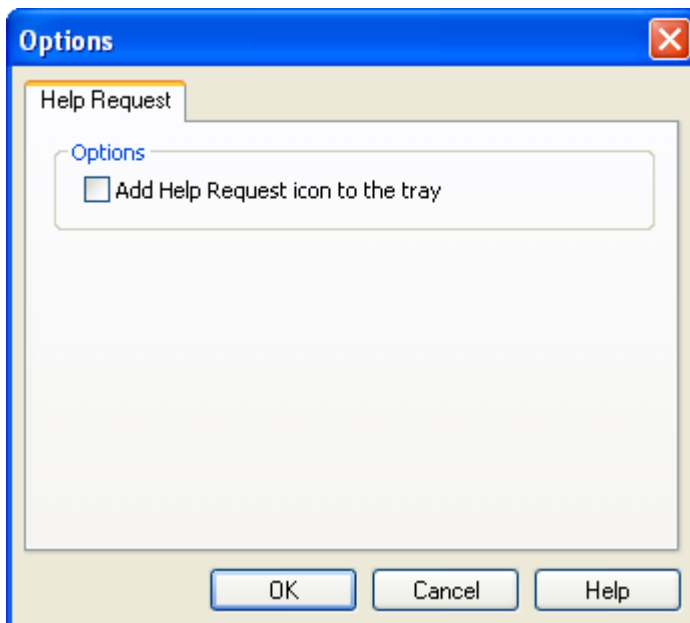 Options
Help Request
Options
Add Help Request icon to the tray
OK Cancel Help